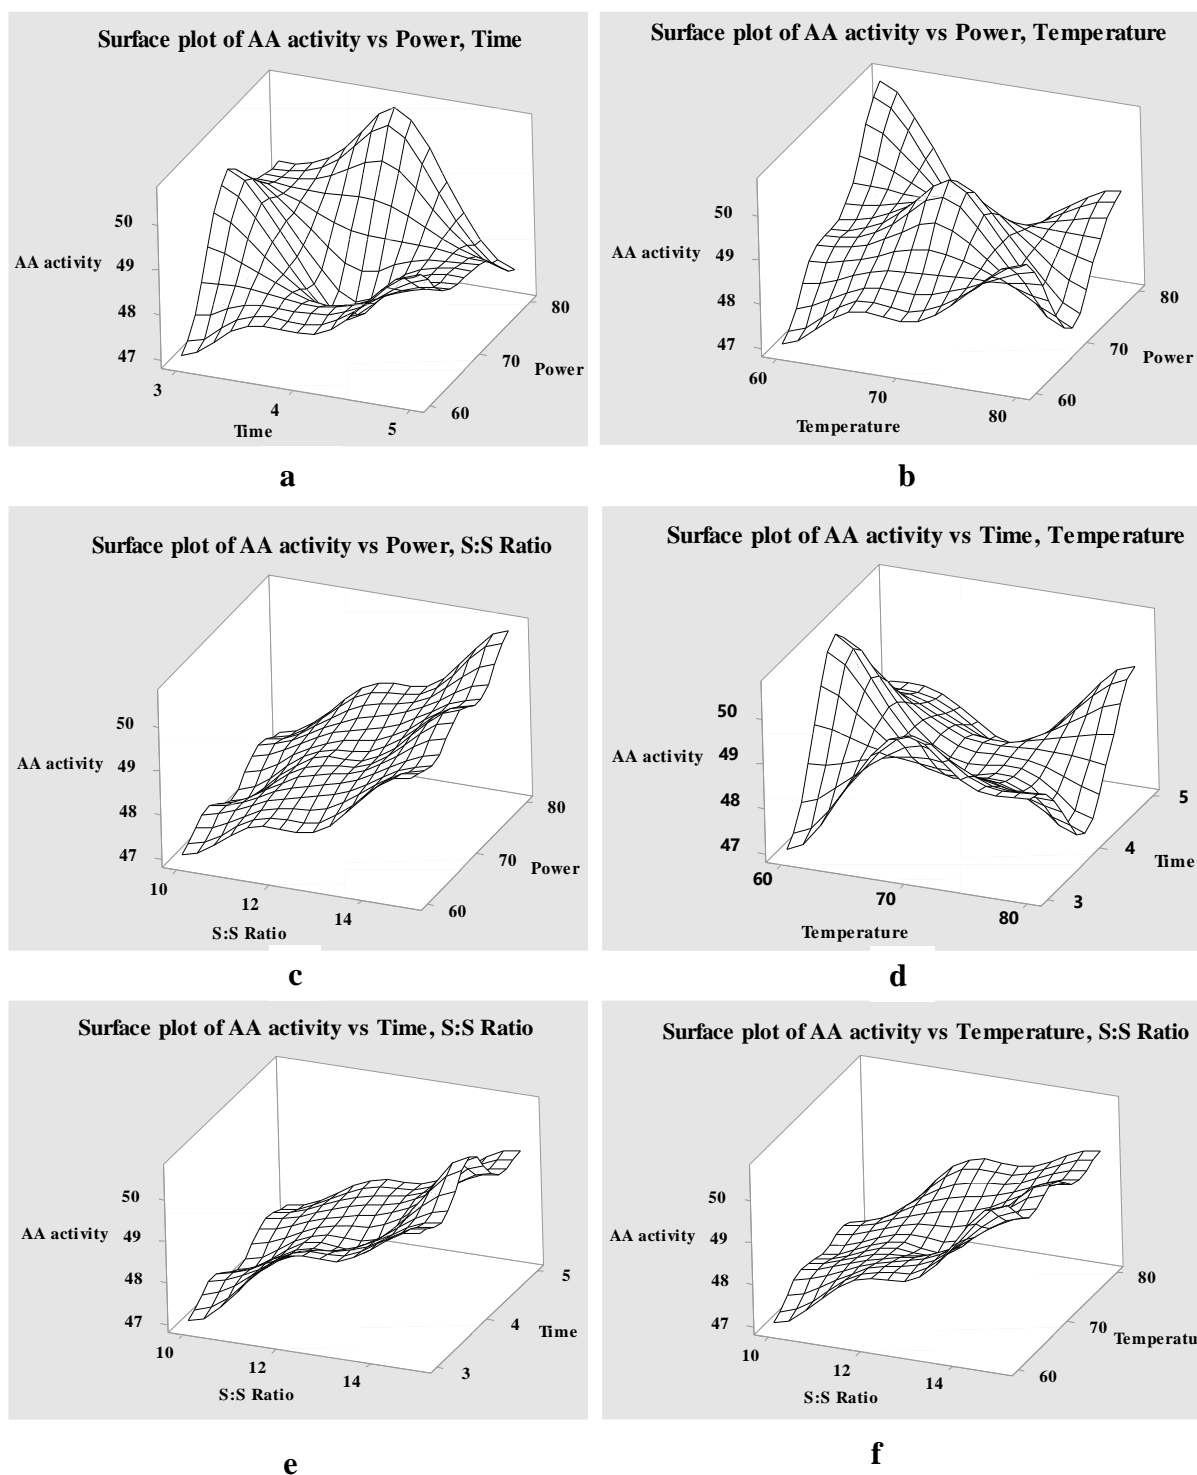 Surface plot of AA activity vs Power, Time
50
AA activity
49
48
47
3
4
5
Time
60
70
80
Power
a
Surface plot of AA activity vs Power, Temperature
50
AA activity
49
48
47
60
70
80
Temperature
60
70
80
Power
b
Surface plot of AA activity vs Power, S:S Ratio
50
AA activity
49
48
47
10
12
14
S:S Ratio
60
70
80
Power
c
Surface plot of AA activity vs Time, Temperature
50
AA activity
49
48
47
60
70
80
Temperature
3
4
5
Time
d
Surface plot of AA activity vs Time, S:S Ratio
50
AA activity
49
48
47
10
12
14
S:S Ratio
3
4
5
Time
e
Surface plot of AA activity vs Temperature, S:S Ratio
50
AA activity
49
48
47
10
12
14
S:S Ratio
60
70
80
Temperatu
f